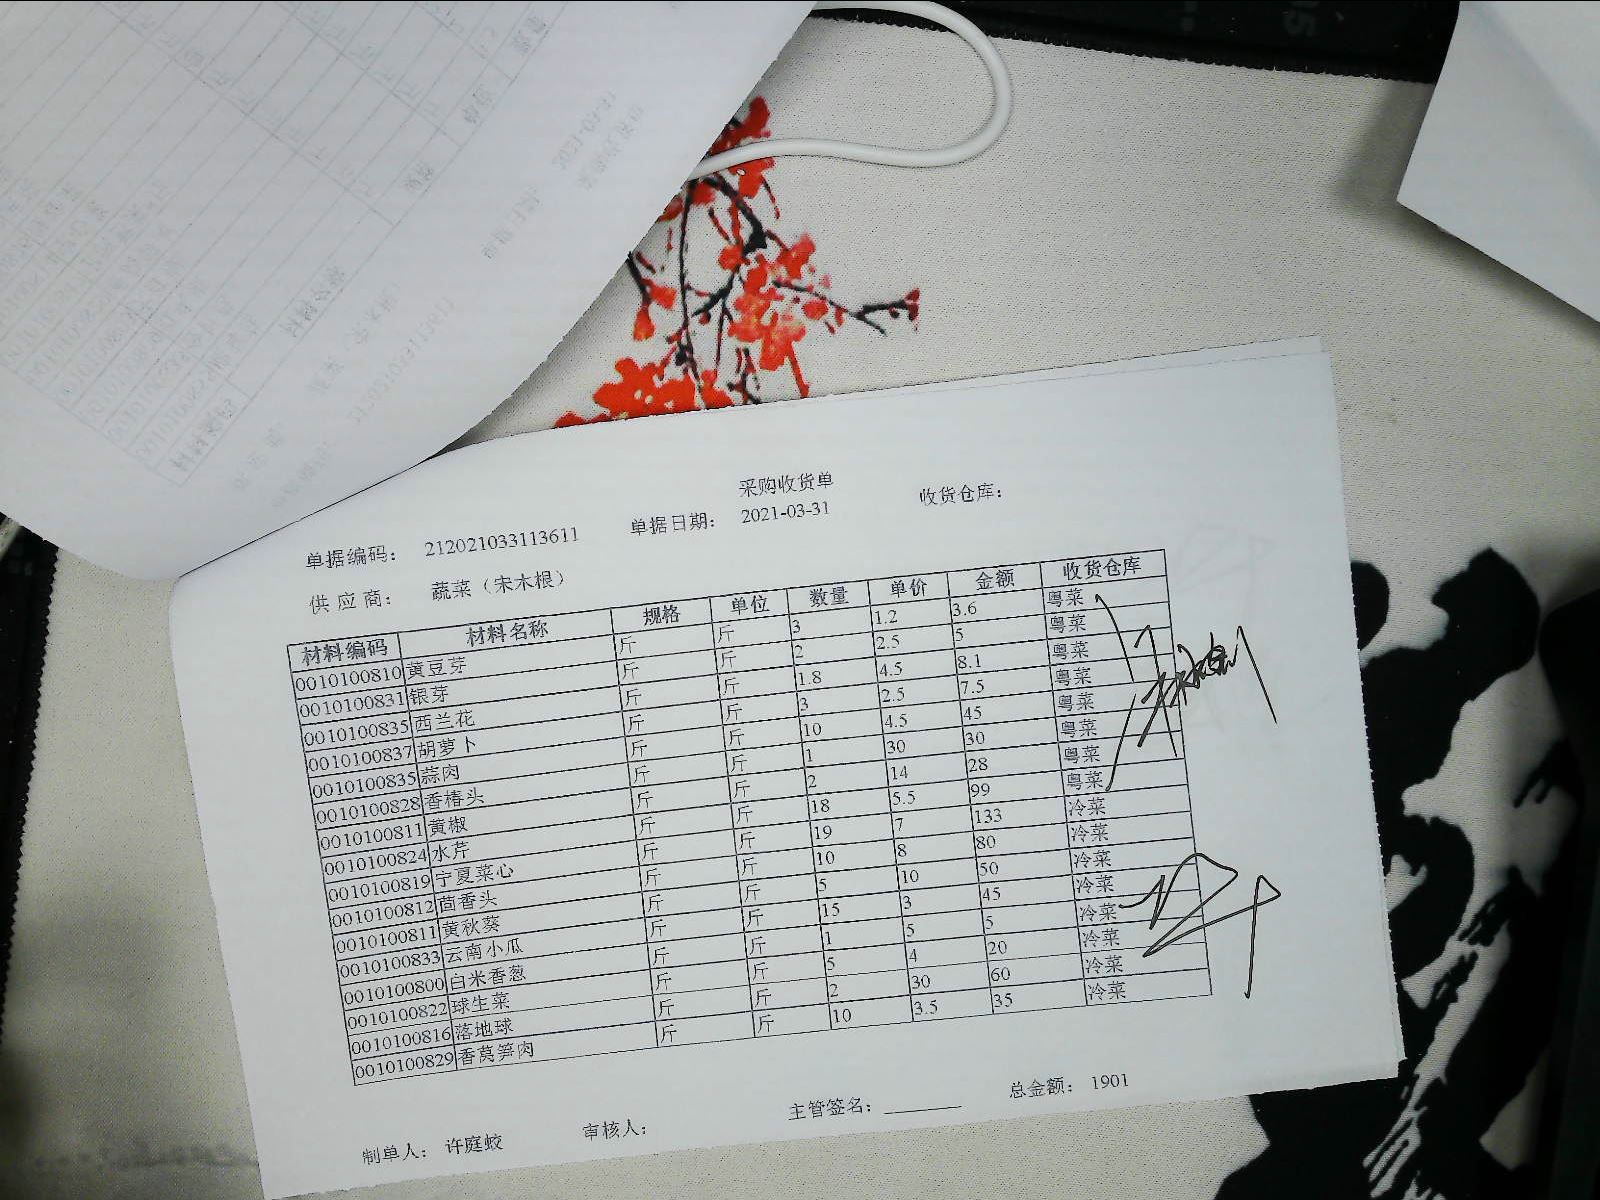 采购收货单
单据编码： 212021033113611 单据日期： 2021-03-31 收货仓库：
供 应 商： 蔬菜（宋木根）
材料编码 材料名称 规格 单位 数量 单价 金额 收货仓库
0010100810 黄豆芽 斤 斤 3 1.2 3.6 粤菜
0010100831 银芽 斤 斤 2 2.5 5 粤菜
0010100835 西兰花 斤 斤 1.8 4.5 8.1 粤菜
0010100837 胡萝卜 斤 斤 3 2.5 7.5 粤菜
0010100835 蒜肉 斤 斤 10 4.5 45 粤菜
0010100828 香椿头 斤 斤 1 30 30 粤菜
0010100811 黄椒 斤 斤 2 14 28 粤菜
0010100824 水芹 斤 斤 18 5.5 99 粤菜
0010100819 宁夏菜心 斤 斤 19 7 133 冷菜
0010100812 茴香头 斤 斤 10 8 80 冷菜
0010100811 黄秋葵 斤 斤 5 10 50 冷菜
0010100833 云南小瓜 斤 斤 15 3 45 冷菜
0010100800 白米香葱 斤 斤 1 5 5 冷菜
0010100822 球生菜 斤 斤 5 4 20 冷菜
0010100816 落地球 斤 斤 2 30 60 冷菜
0010100829 香莴笋肉 斤 斤 10 3.5 35 冷菜
制单人： 许庭蛟 审核人： 主管签名： 总金额： 1901